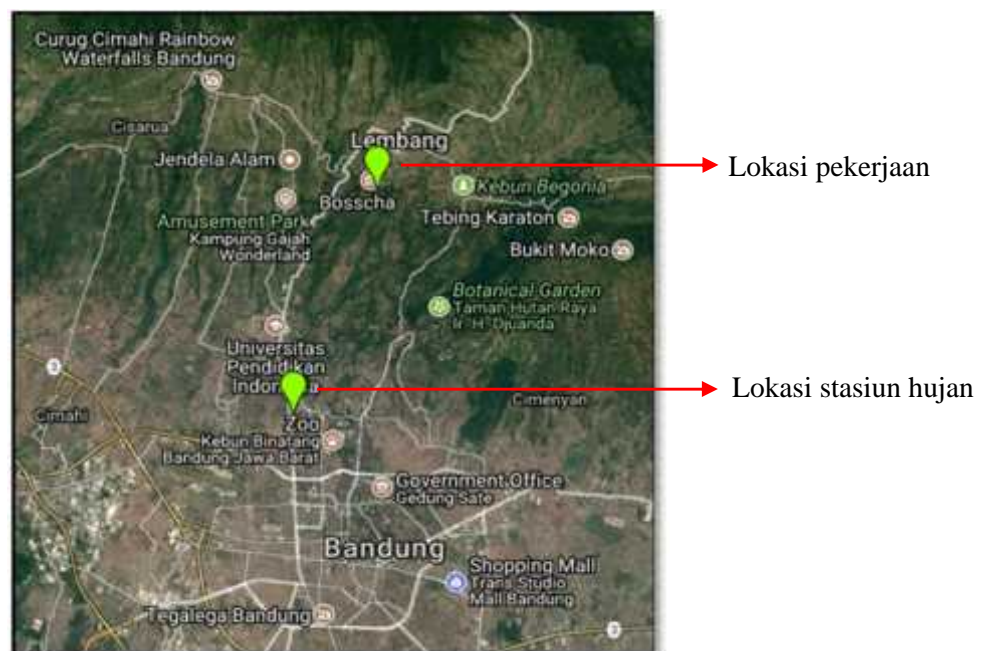 Curug Cimahi Rainbow
Waterfalls Bandung
Cisarua
Lembang
Jendela Alam
Lokasi pekerjaan
Bosscha
Kebun Begonia
Amusement Park
Kampung Gajah
Wonderland
Tebing Karaton
Bukit Moko
Botanical Garden
Taman Hutan Raya
Ir. H. Djuanda
Universitas
Pendidikan
Indonesia
3
Lokasi stasiun hujan
Cimahi
Cimenyan
Zoo
Kebun Binatang
Bandung Jawa Barat
Government Office
Gedung Sate
Bandung
Shopping Mall
Trans Studio
Mall Bandung
Tegalega Bandung
3